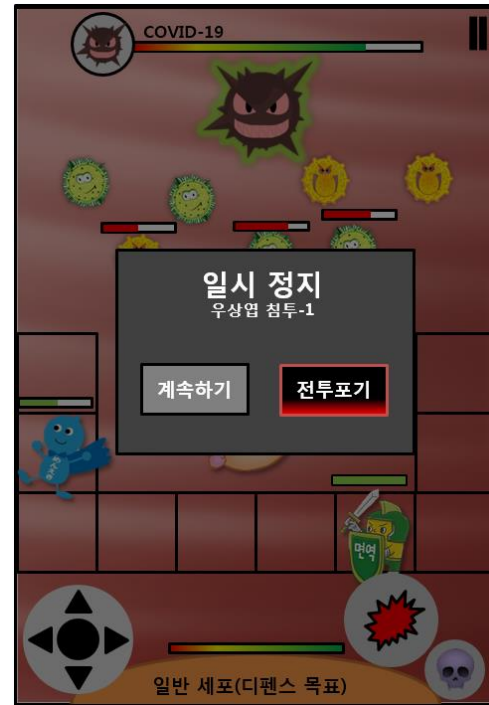 COVID-19
일시 정지
우상엽 침투-1
계속하기
전투포기
면역
일반 세포(디펜스 목표)